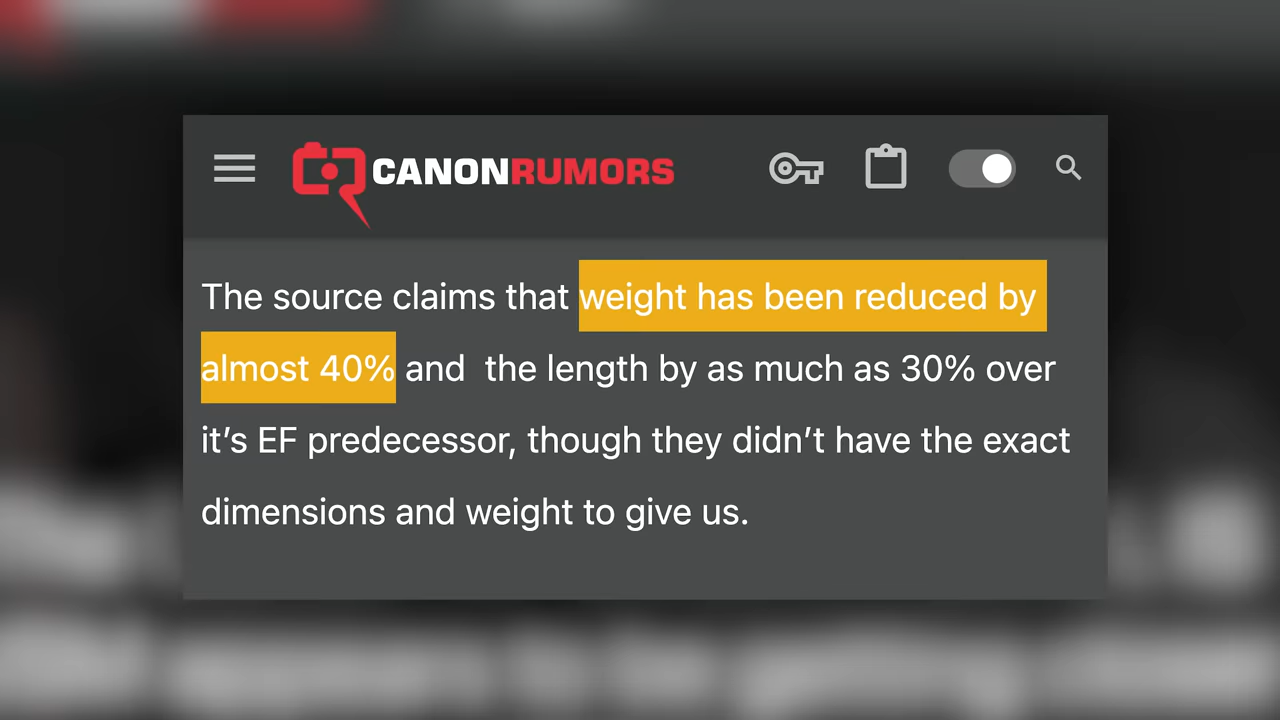 CANONRUMORS
The source claims that weight has been reduced by
almost 40% and  the length by as much as 30% over
it’s EF predecessor, though they didn’t have the exact
dimensions and weight to give us.